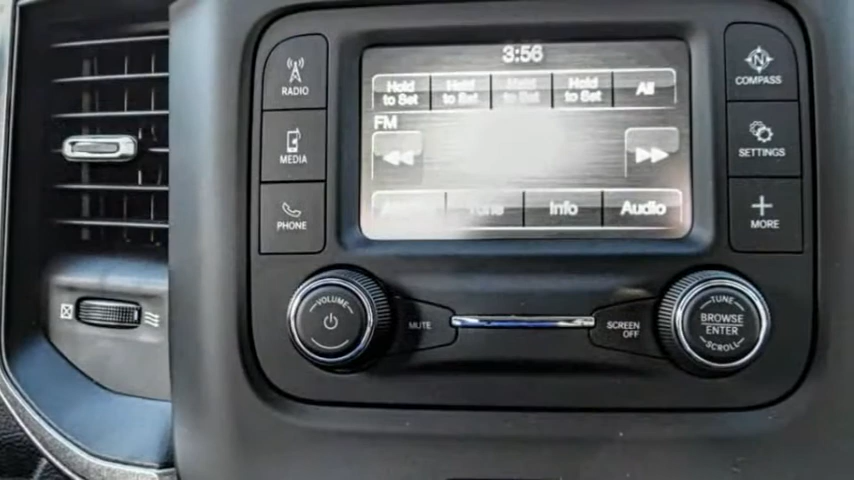 3:56
RADIO
Hold to Set
Hold to Set
Hold to Set
Hold to Set
All
N
COMPASS
FM
MEDIA
SETTINGS
PHONE
Tune
Info
Audio
MORE
VOLUME
MUTE
SCREEN OFF
TUNE
BROWSE
ENTER
SCROLL